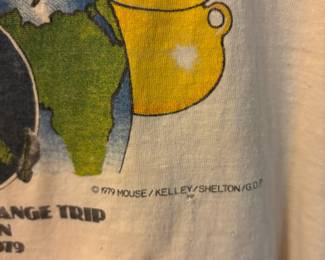 © 1979 MOUSE/KELLEY/SHELTON/G.D.P.
ANGE TRIP
N
979